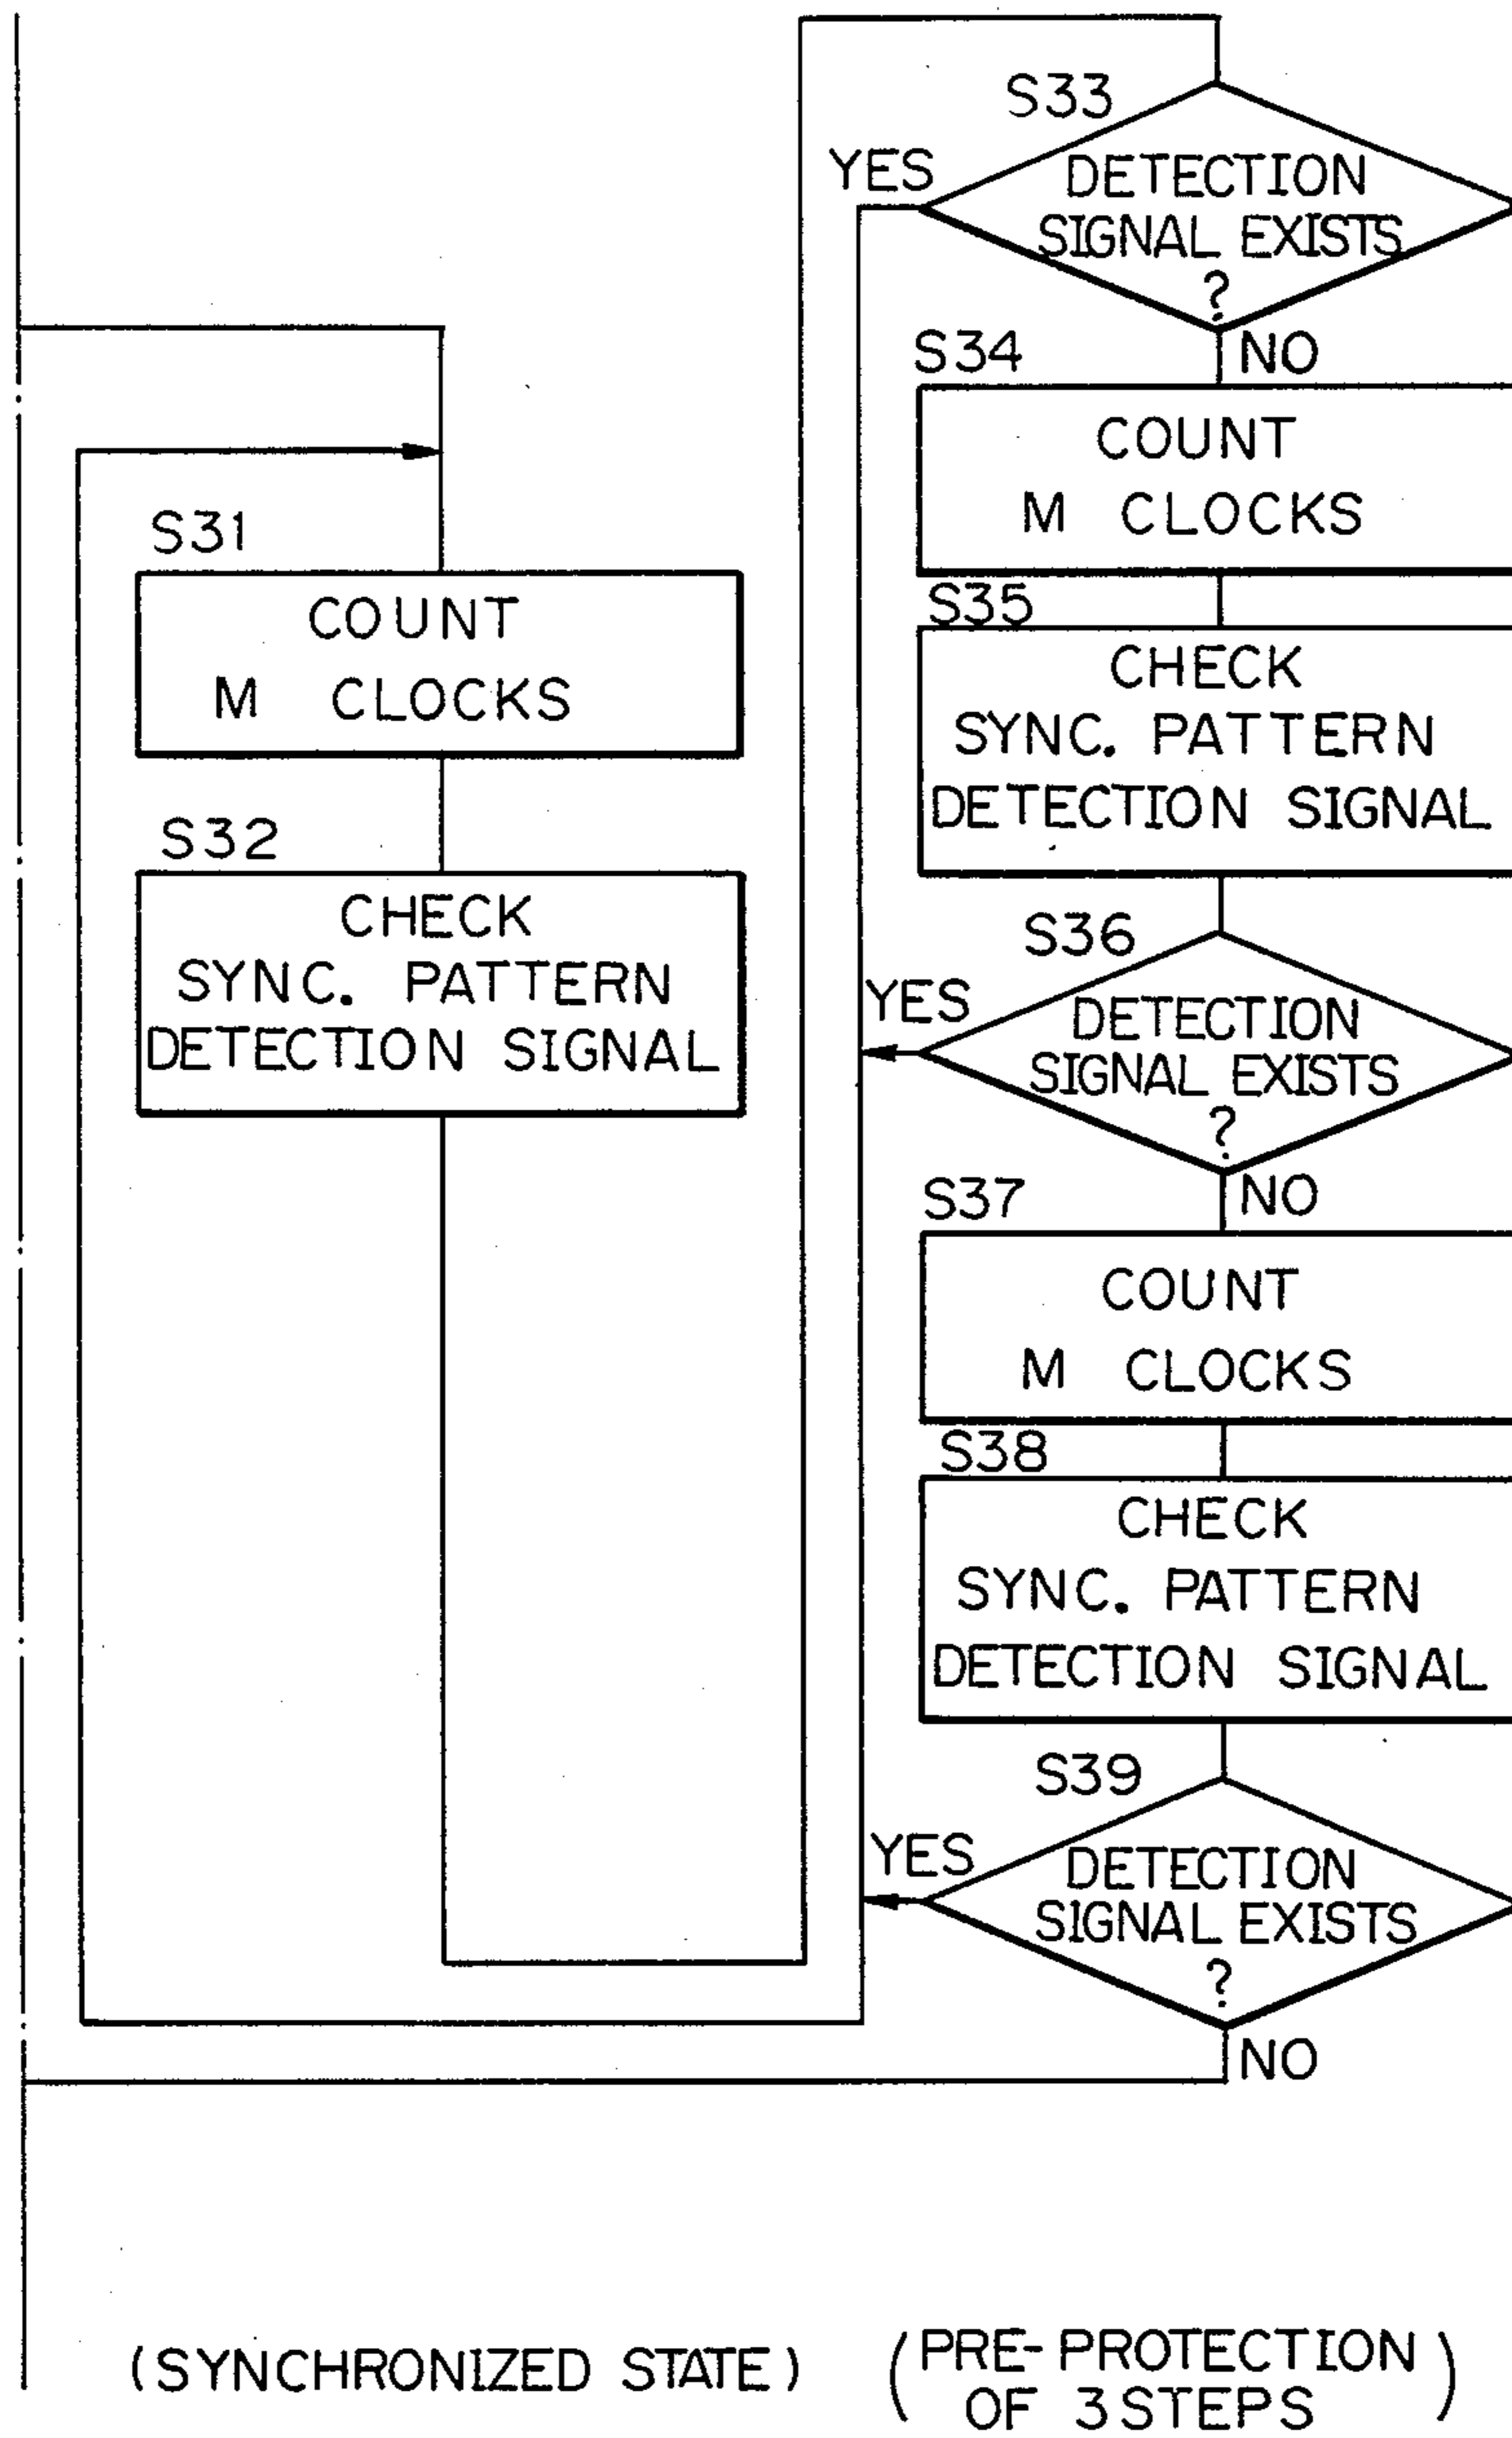 S31
COUNT
M CLOCKS
S32
CHECK
SYNC. PATTERN
DETECTION SIGNAL
(SYNCHRONIZED STATE)
S33
DETECTION
SIGNAL EXISTS
?
YES
NO
S34
COUNT
M CLOCKS
S35
CHECK
SYNC. PATTERN
DETECTION SIGNAL
S36
DETECTION
SIGNAL EXISTS
?
YES
NO
S37
COUNT
M CLOCKS
S38
CHECK
SYNC. PATTERN
DETECTION SIGNAL
S39
DETECTION
SIGNAL EXISTS
?
YES
NO
(PRE-PROTECTION
OF 3 STEPS)